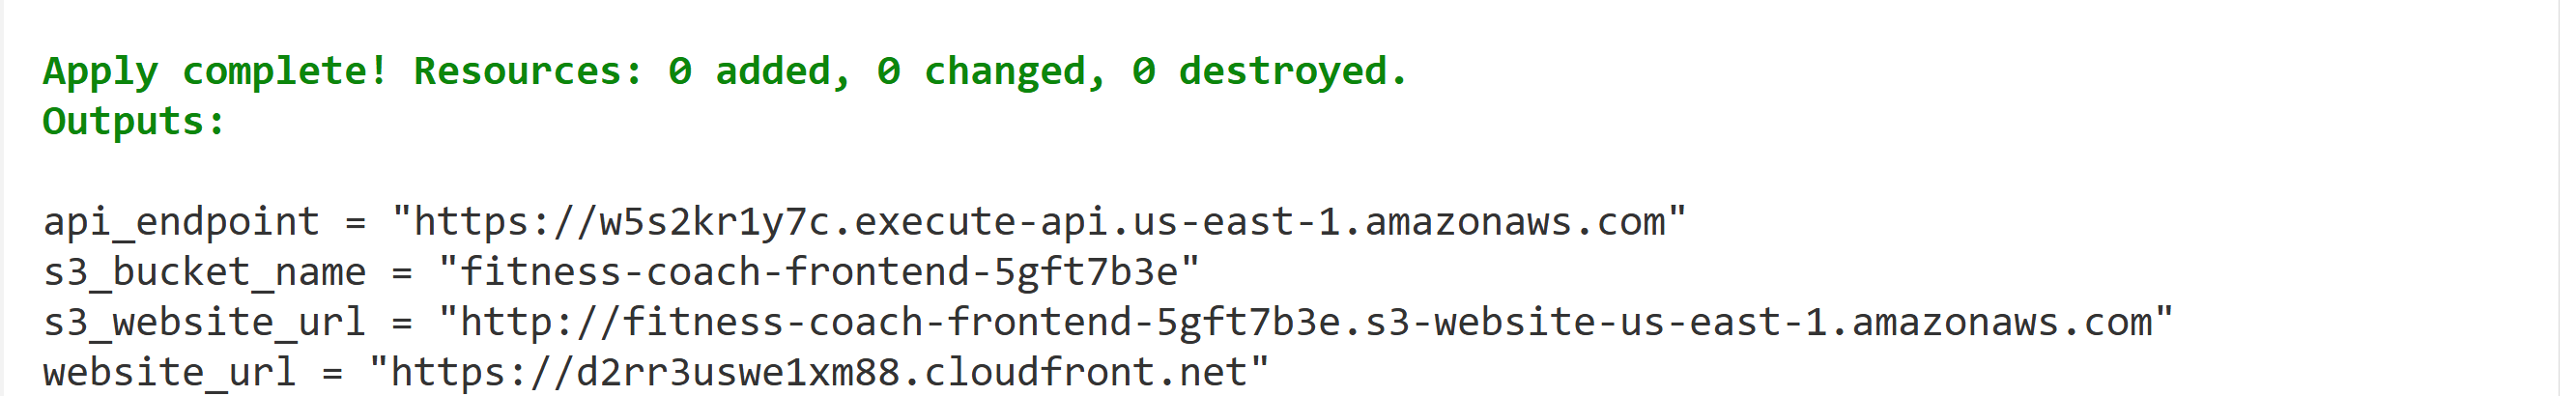 Apply complete! Resources: 0 added, 0 changed, 0 destroyed.
Outputs:
api_endpoint = "https://w5s2kr1y7c.execute-api.us-east-1.amazonaws.com"
s3_bucket_name = "fitness-coach-frontend-5gft7b3e"
s3_website_url = "http://fitness-coach-frontend-5gft7b3e.s3-website-us-east-1.amazonaws.com"
website_url = "https://d2rr3uswe1xm88.cloudfront.net"